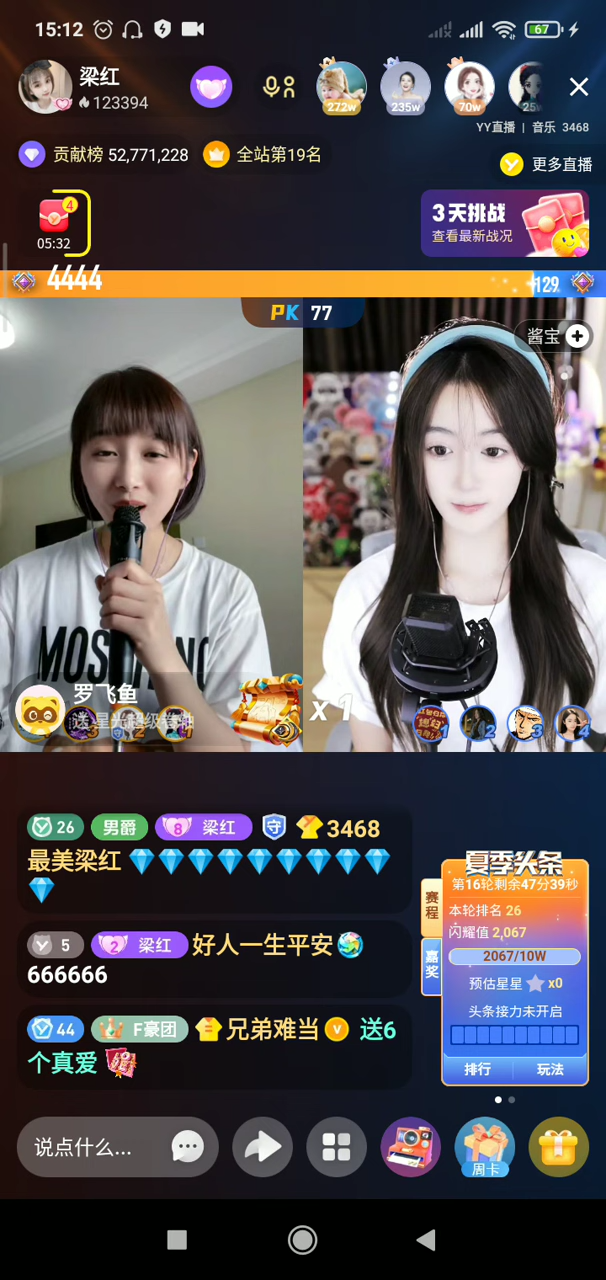 15:12
67
梁红
123394
272w
235w
70w
25w
YY直播 | 音乐 3468
贡献榜 52,771,228
全站第19名
更多直播
4
05:32
3天挑战
查看最新战况
4444
129
PK 77
酱宝
MOSCHINO
罗飞鱼
x 1
1
2
3
4
26 男爵 8 梁红 守 3468
最美梁红
5 2 梁红 好人一生平安
666666
44 F豪团 兄弟难当 送6
个真爱
夏季头条
第16轮剩余47分39秒
赛程
本轮排名 26
闪耀值 2,067
2067/10W
嘉奖
预估星星 x0
头条接力未开启
排行 玩法
说点什么...
周卡